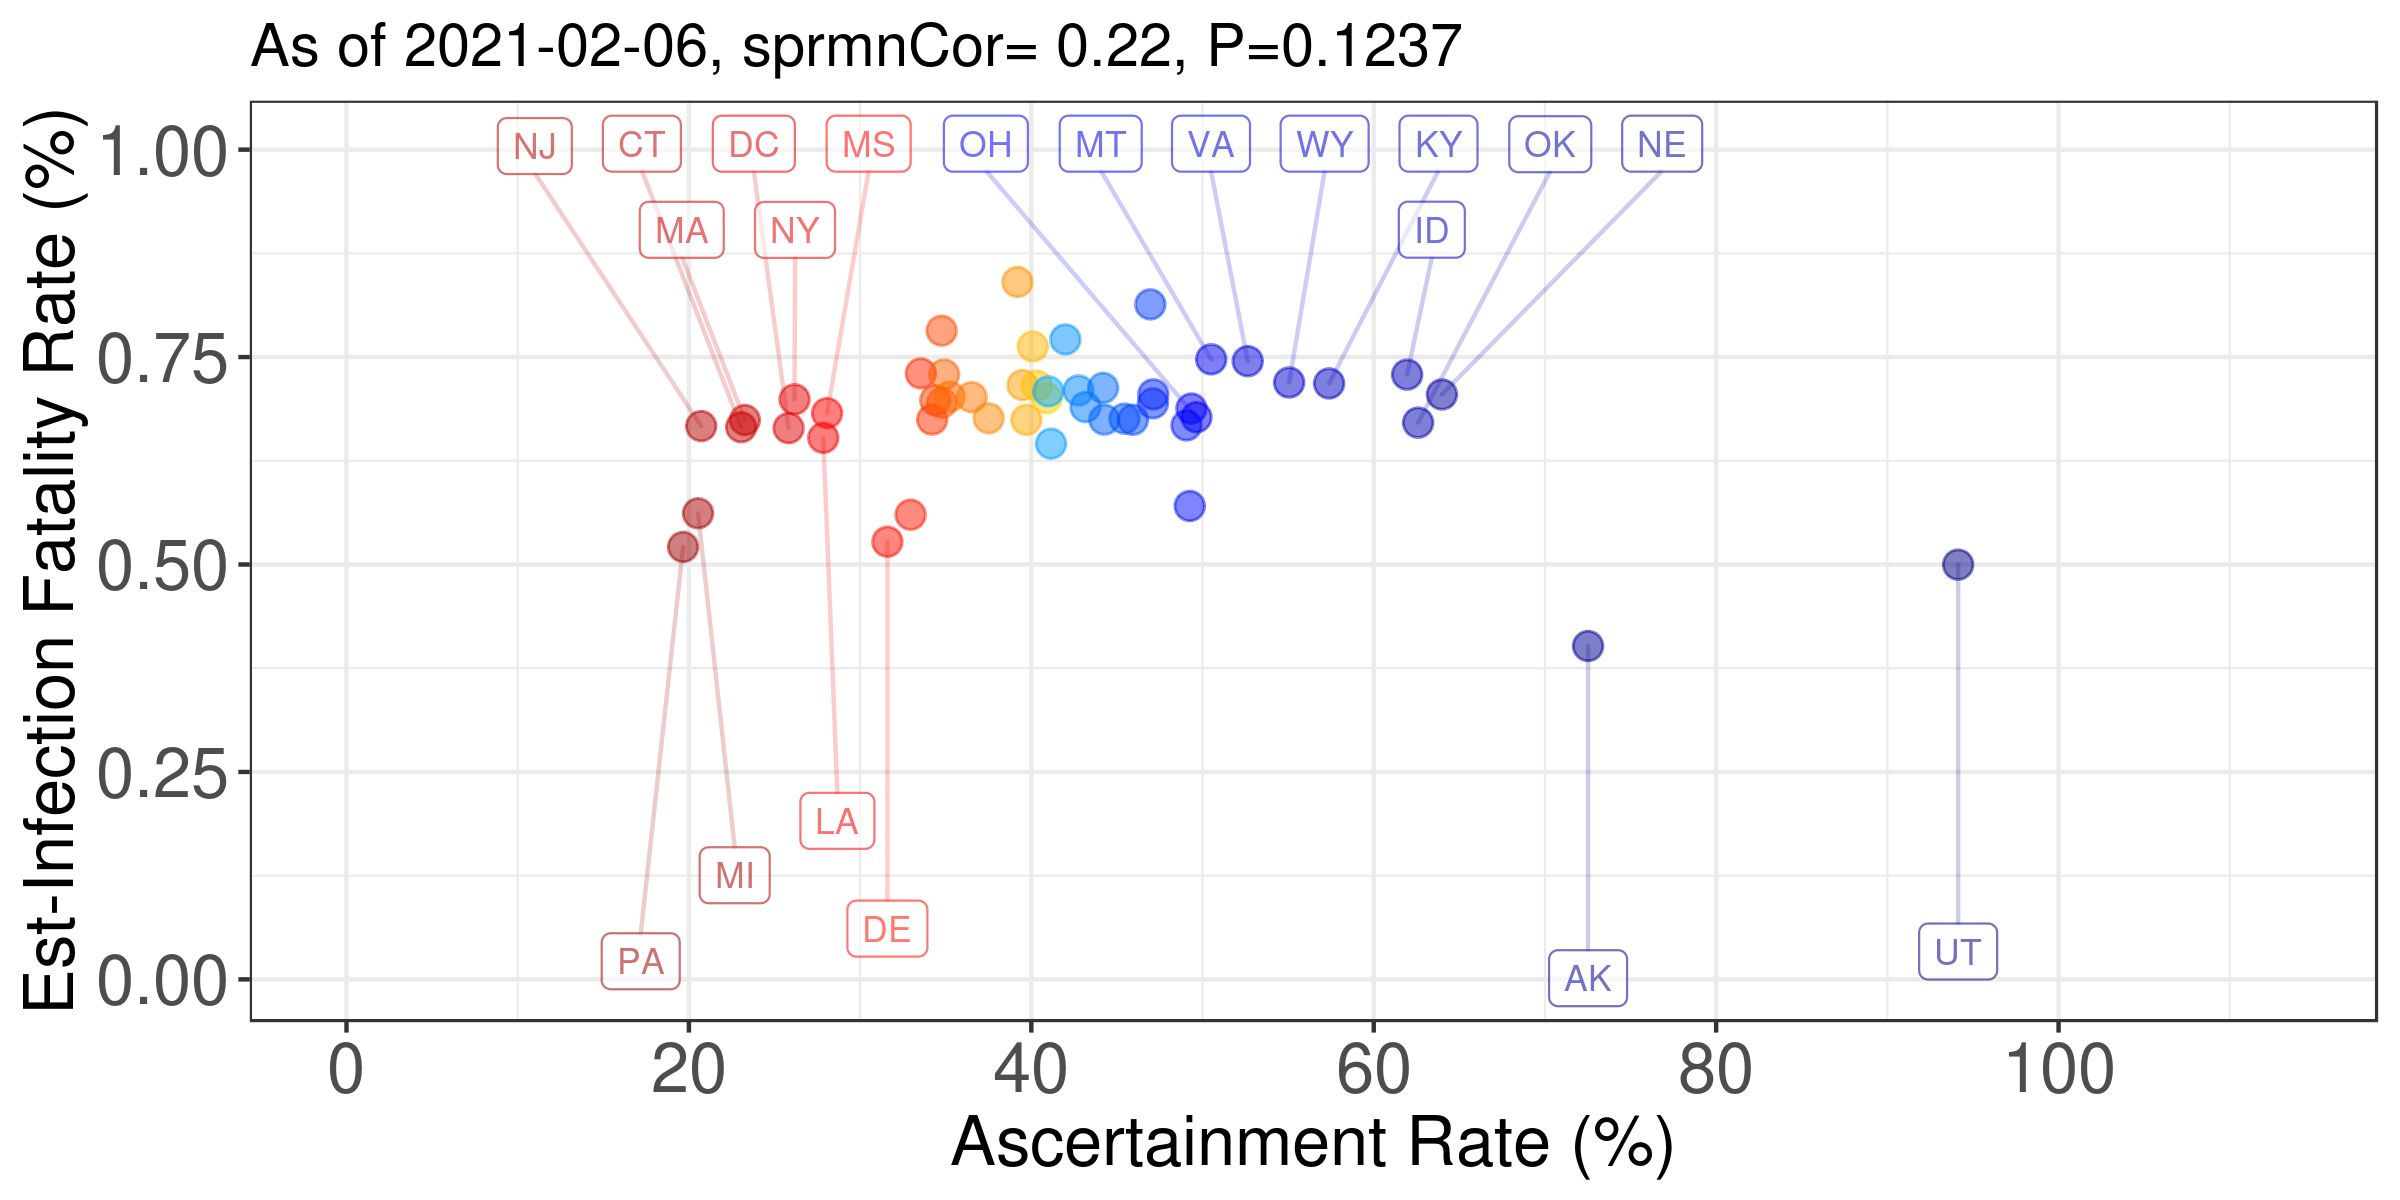 As of 2021-02-06, sprmnCor= 0.22, P=0.1237
Est-Infection Fatality Rate (%)
1.00
0.75
0.50
0.25
0.00
NJ CT DC MS OH MT VA WY KY OK NE
MA NY ID
LA
MI
DE
PA AK UT
0 20 40 60 80 100
Ascertainment Rate (%)